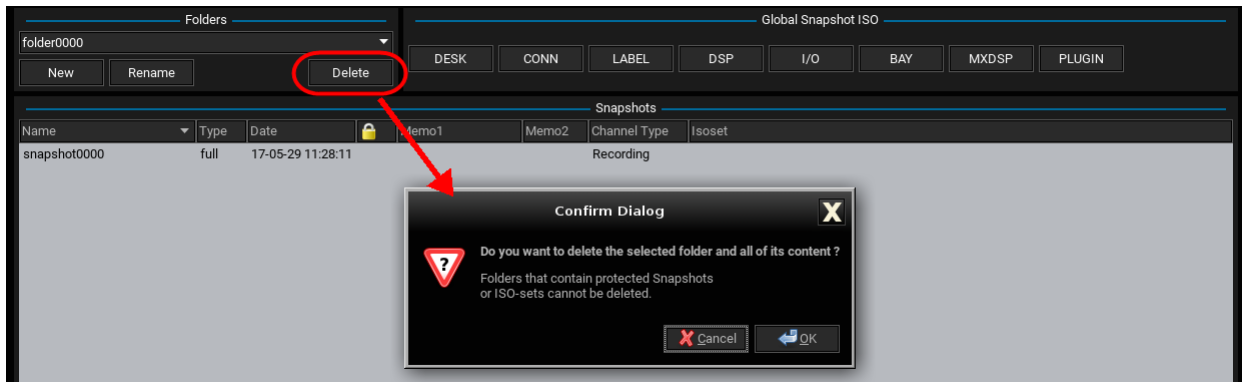 Folders
Global Snapshot ISO
folder0000
New Rename Delete
DESK CONN LABEL DSP I/O BAY MXDSP PLUGIN
Snapshots
Name Type Date Memo1 Memo2 Channel Type Isoset
snapshot0000 full 17-05-29 11:28:11 Recording
Confirm Dialog
Do you want to delete the selected folder and all of its content ?
Folders that contain protected Snapshots
or ISO-sets cannot be deleted.
Cancel OK